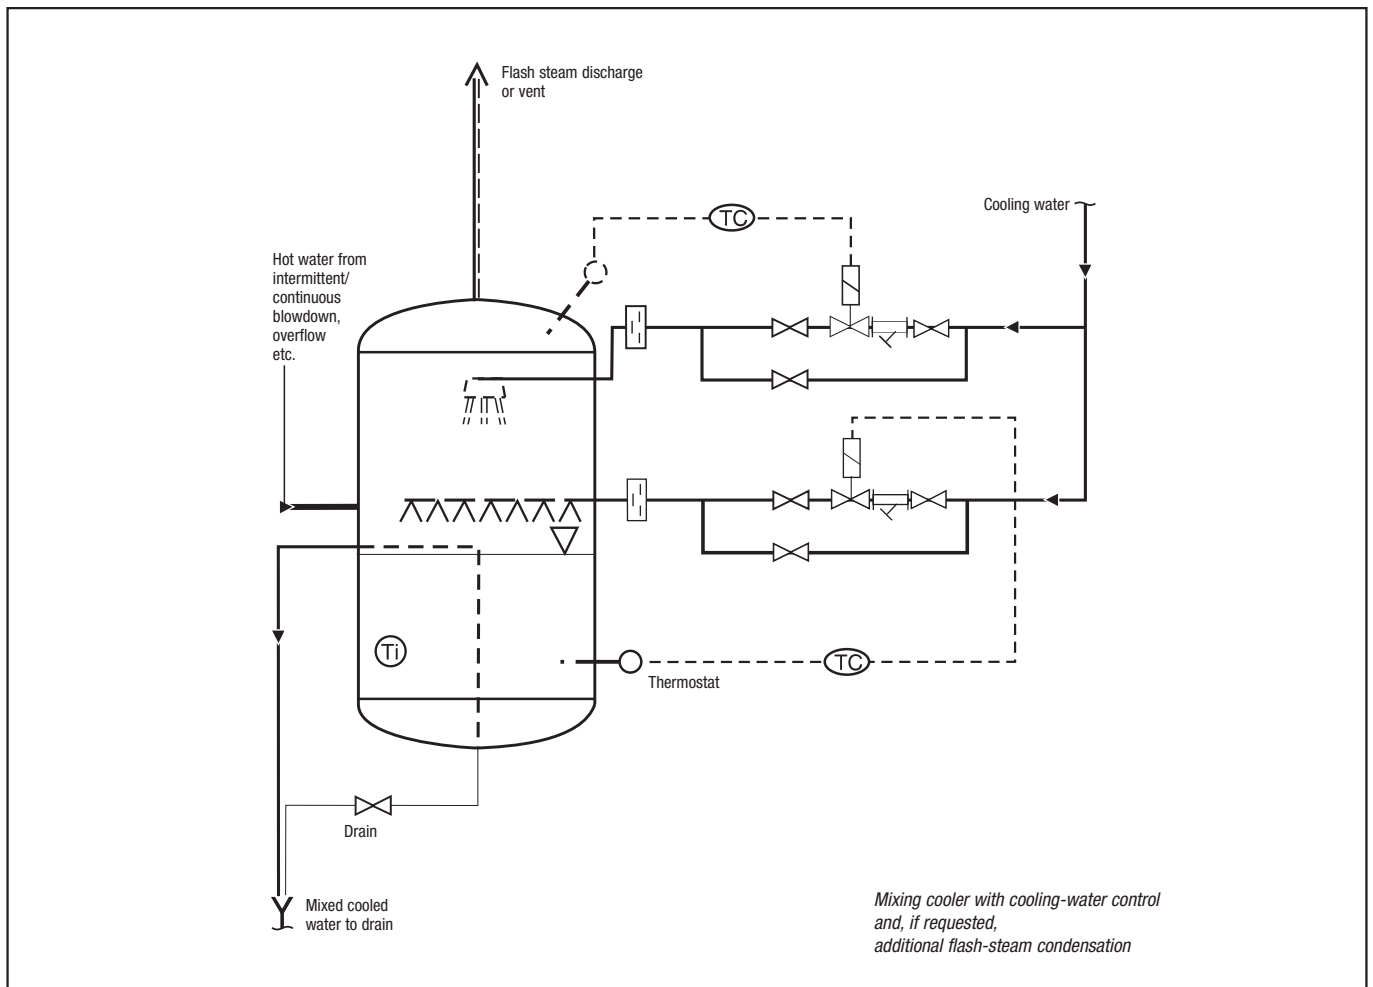 Flash steam discharge
or vent
Cooling water
TC
Hot water from
intermittent/
continuous
blowdown,
overflow
etc.
Ti
TC
Thermostat
Drain
Mixed cooled
water to drain
Mixing cooler with cooling-water control
and, if requested,
additional flash-steam condensation